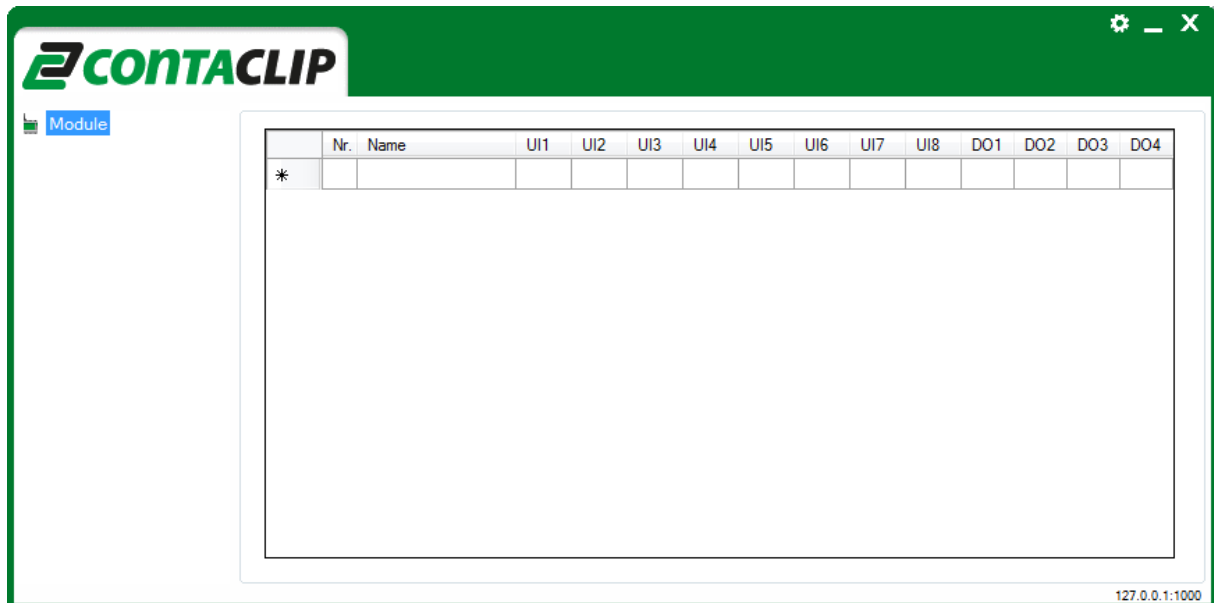 CONTACLIP
Module
Nr. Name UI1 UI2 UI3 UI4 UI5 UI6 UI7 UI8 DO1 DO2 DO3 DO4
127.0.0.1:1000